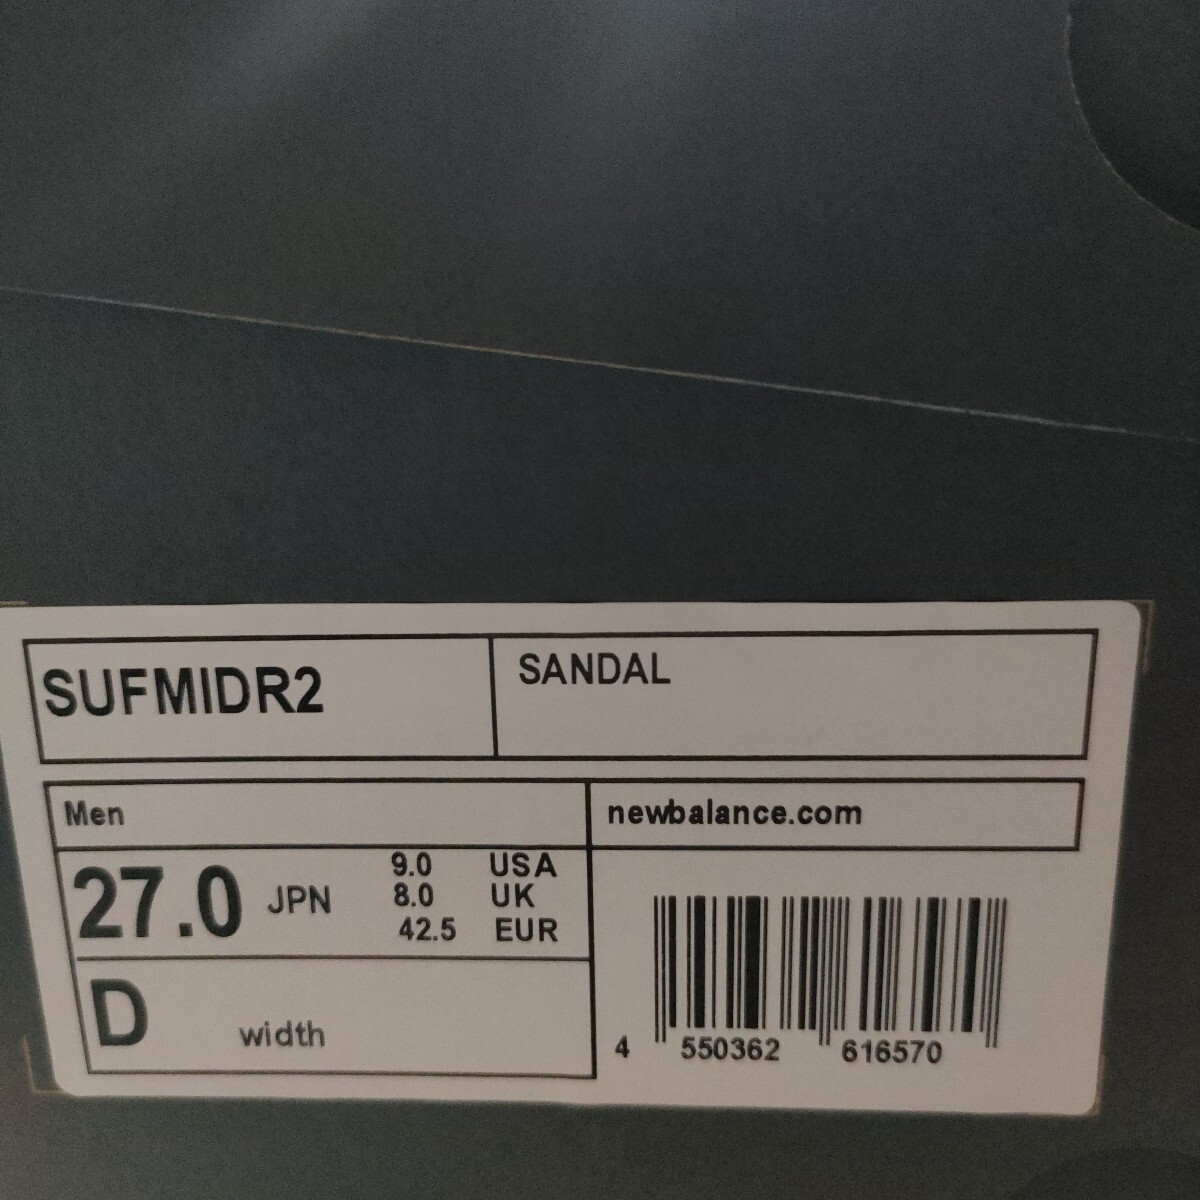 SUFMIDR2
SANDAL
Men
newbalance.com
27.0 JPN
9.0 USA
8.0 UK
42.5 EUR
D width
4 550362 616570